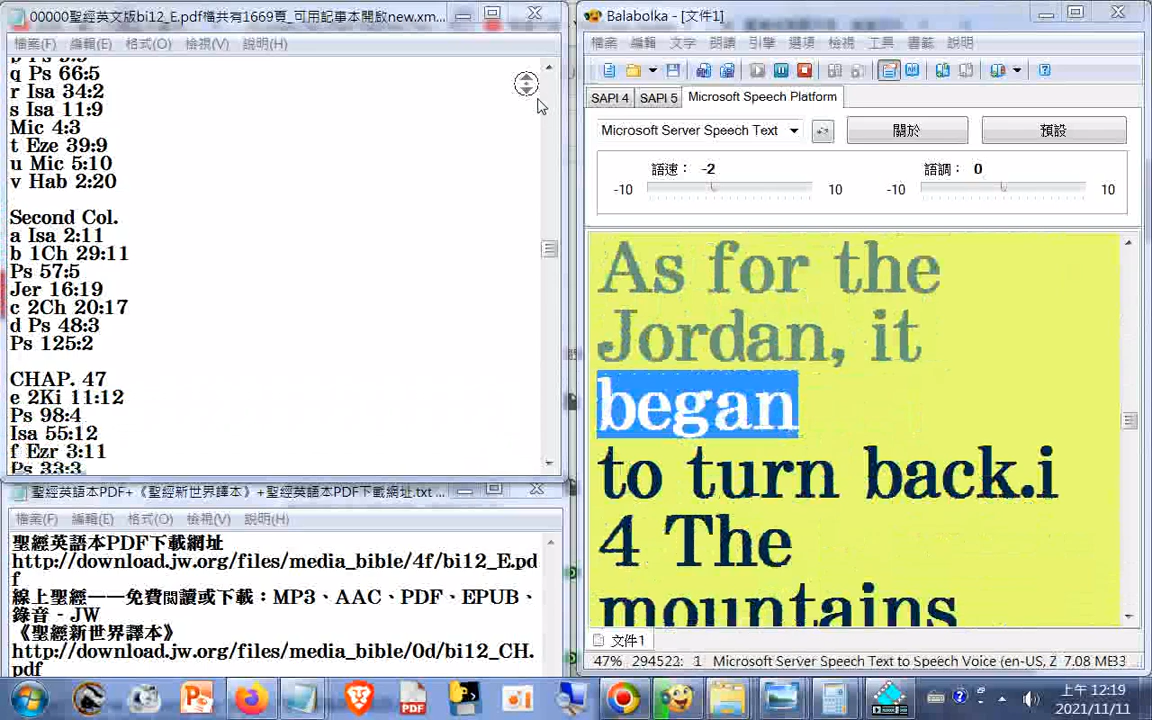 00000聖經英文版bi12_E.pdf檔共有1669頁_可用記事本開啟new.xm...
檔案(F) 編輯(E) 格式(O) 檢視(V) 說明(H)
q Ps 66:5
r Isa 34:2
s Isa 11:9
Mic 4:3
t Eze 39:9
u Mic 5:10
v Hab 2:20
Second Col.
a Isa 2:11
b 1Ch 29:11
Ps 57:5
Jer 16:19
c 2Ch 20:17
d Ps 48:3
Ps 125:2
CHAP. 47
e 2Ki 11:12
Ps 98:4
Isa 55:12
f Ezr 3:11
Ps 33:3
聖經英語本PDF+《聖經新世界譯本》+聖經英語本PDF下載網址.txt ...
檔案(F) 編輯(E) 格式(O) 檢視(V) 說明(H)
聖經英語本PDF下載網址
http://download.jw.org/files/media_bible/4f/bi12_E.pd
f
線上聖經——免費閱讀或下載：MP3、AAC、PDF、EPUB、
錄音 - JW
《聖經新世界譯本》
http://download.jw.org/files/media_bible/0d/bi12_CH.
pdf
Balabolka - [文件1]
檔案 編輯 文字 朗讀 引擎 選項 檢視 工具 書籤 說明
SAPI 4 SAPI 5 Microsoft Speech Platform
Microsoft Server Speech Text 關於 預設
語速： -2 語調： 0
-10 10 -10 10
As for the
Jordan, it
began
to turn back.i
4 The
mountains
文件1
47% 294522: 1 Microsoft Server Speech Text to Speech Voice (en-US, Z 7.08 MB
PDF
上午 12:19
2021/11/11